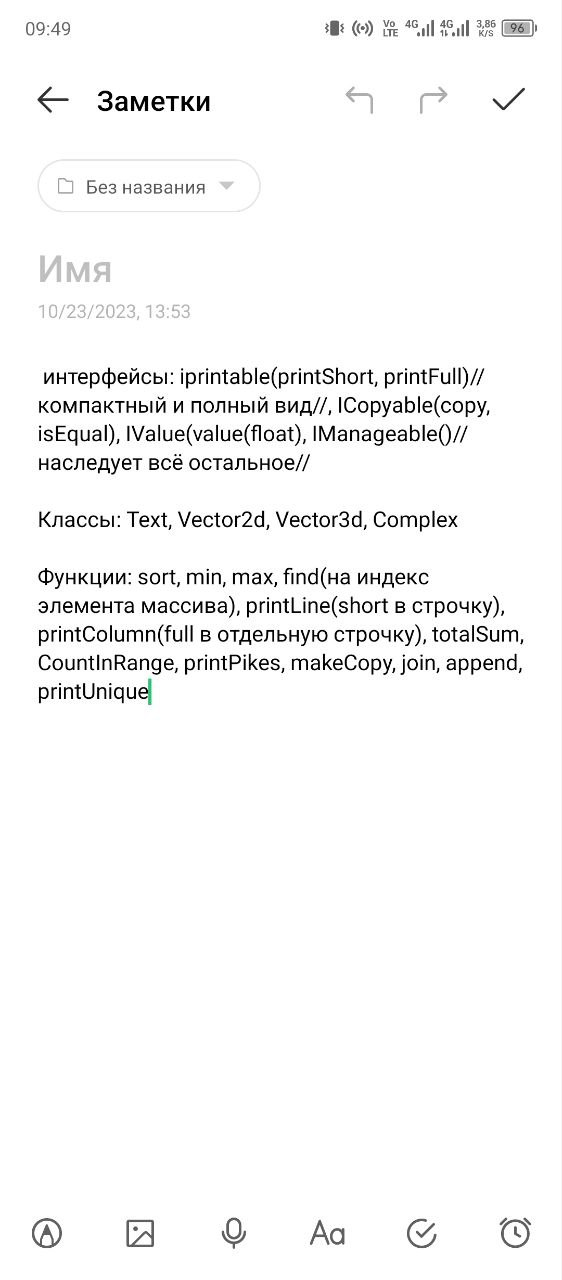 09:49
Vo LTE 4G 4G 3,86 K/S 96
Заметки
Без названия
Имя
10/23/2023, 13:53
интерфейсы: iprintable(printShort, printFull)//
компактный и полный вид//, ICopyable(copy,
isEqual), IValue(value(float), IManageable()//
наследует всё остальное//
Классы: Text, Vector2d, Vector3d, Complex
Функции: sort, min, max, find(на индекс
элемента массива), printLine(short в строчку),
printColumn(full в отдельную строчку), totalSum,
CountInRange, printPikes, makeCopy, join, append,
printUnique
Aa